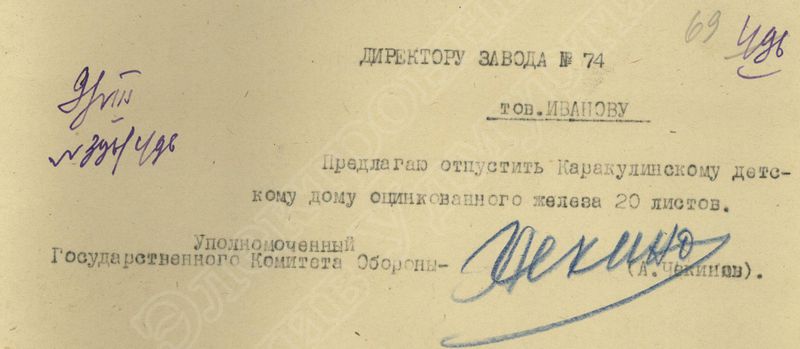 69
ДИРЕКТОРУ ЗАВОДА № 74
тов.ИВАНОВУ
Предлагаю отпустить Каракулинскому детс-
кому дому оцинкованного железа 20 листов.
Уполномоченный
Государственного Комитета Обороны-
(А.Чекинов).